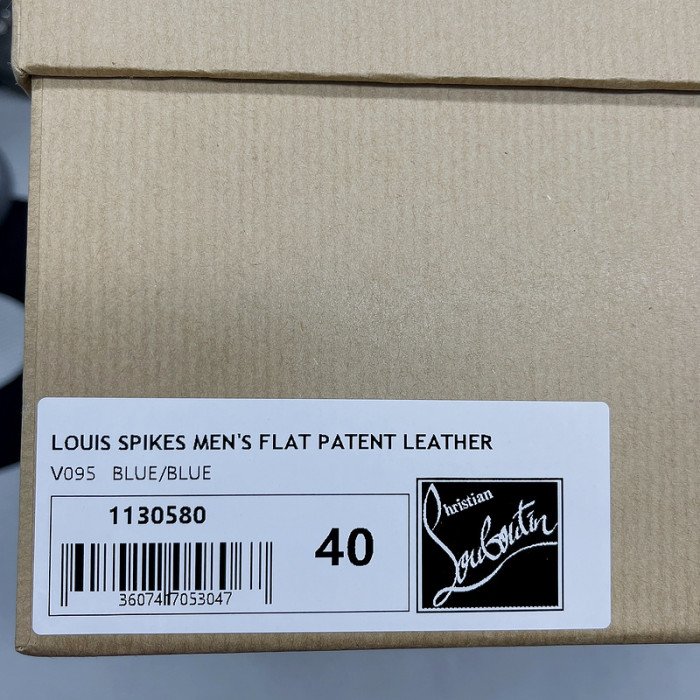 LOUIS SPIKES MEN'S FLAT PATENT LEATHER
V095 BLUE/BLUE
1130580
40
3607417053047
Christian
Louboutin